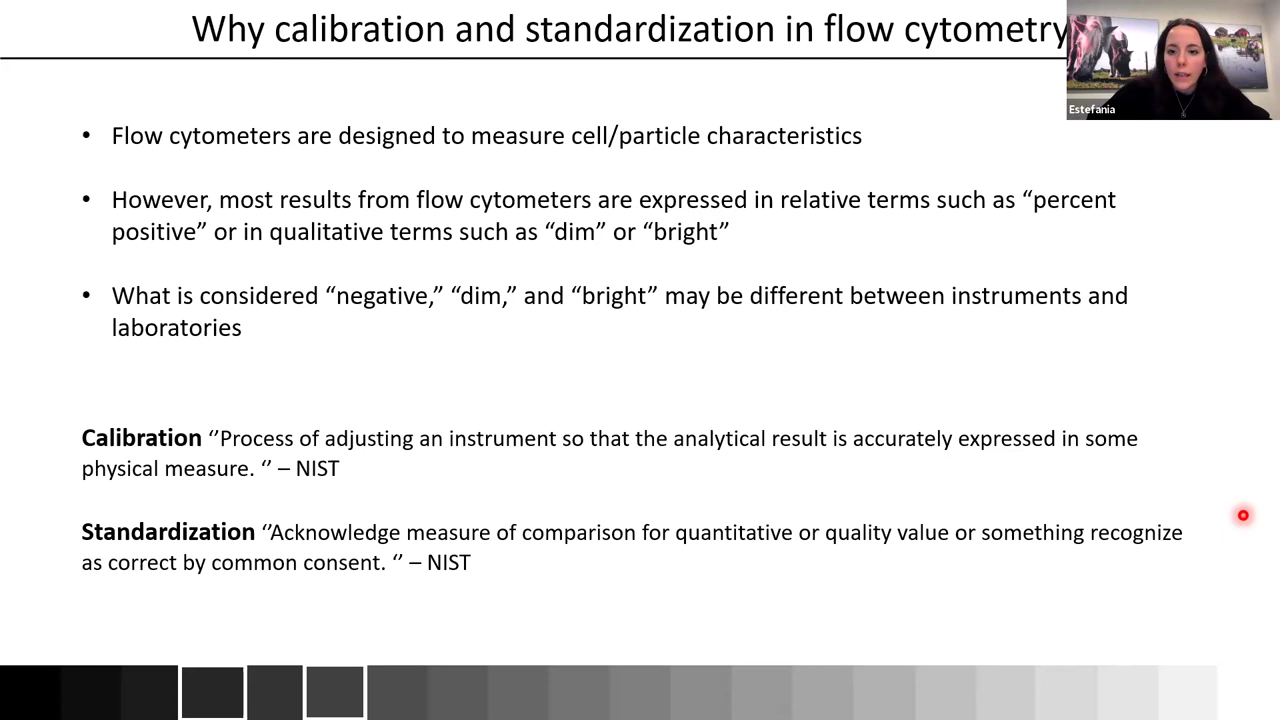 Why calibration and standardization in flow cytometry
Estefania
• Flow cytometers are designed to measure cell/particle characteristics
• However, most results from flow cytometers are expressed in relative terms such as “percent
positive” or in qualitative terms such as “dim” or “bright”
• What is considered “negative,” “dim,” and “bright” may be different between instruments and
laboratories
Calibration ‘’Process of adjusting an instrument so that the analytical result is accurately expressed in some
physical measure. ‘’ – NIST
Standardization ‘’Acknowledge measure of comparison for quantitative or quality value or something recognize
as correct by common consent. ‘’ – NIST